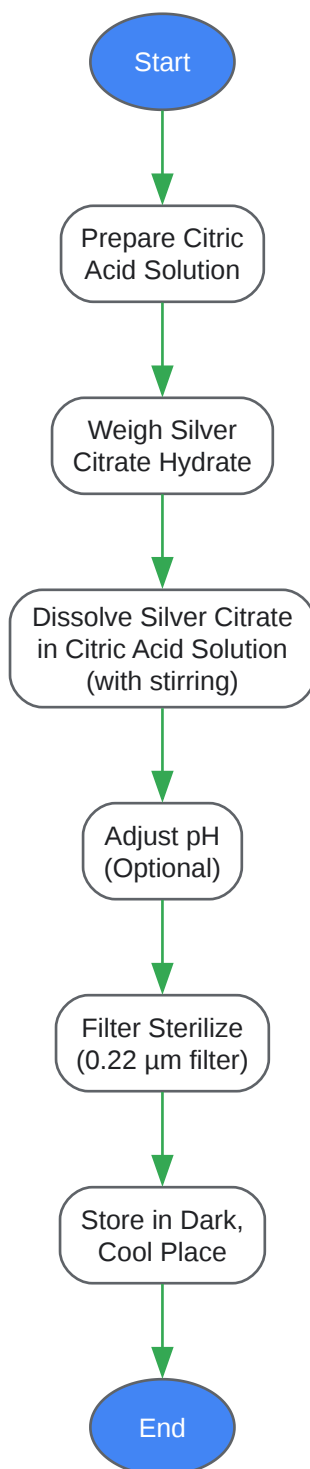 Start
Prepare Citric
Acid Solution
Weigh Silver
Citrate Hydrate
Dissolve Silver Citrate
in Citric Acid Solution
(with stirring)
Adjust pH
(Optional)
Filter Sterilize
(0.22 µm filter)
Store in Dark,
Cool Place
End